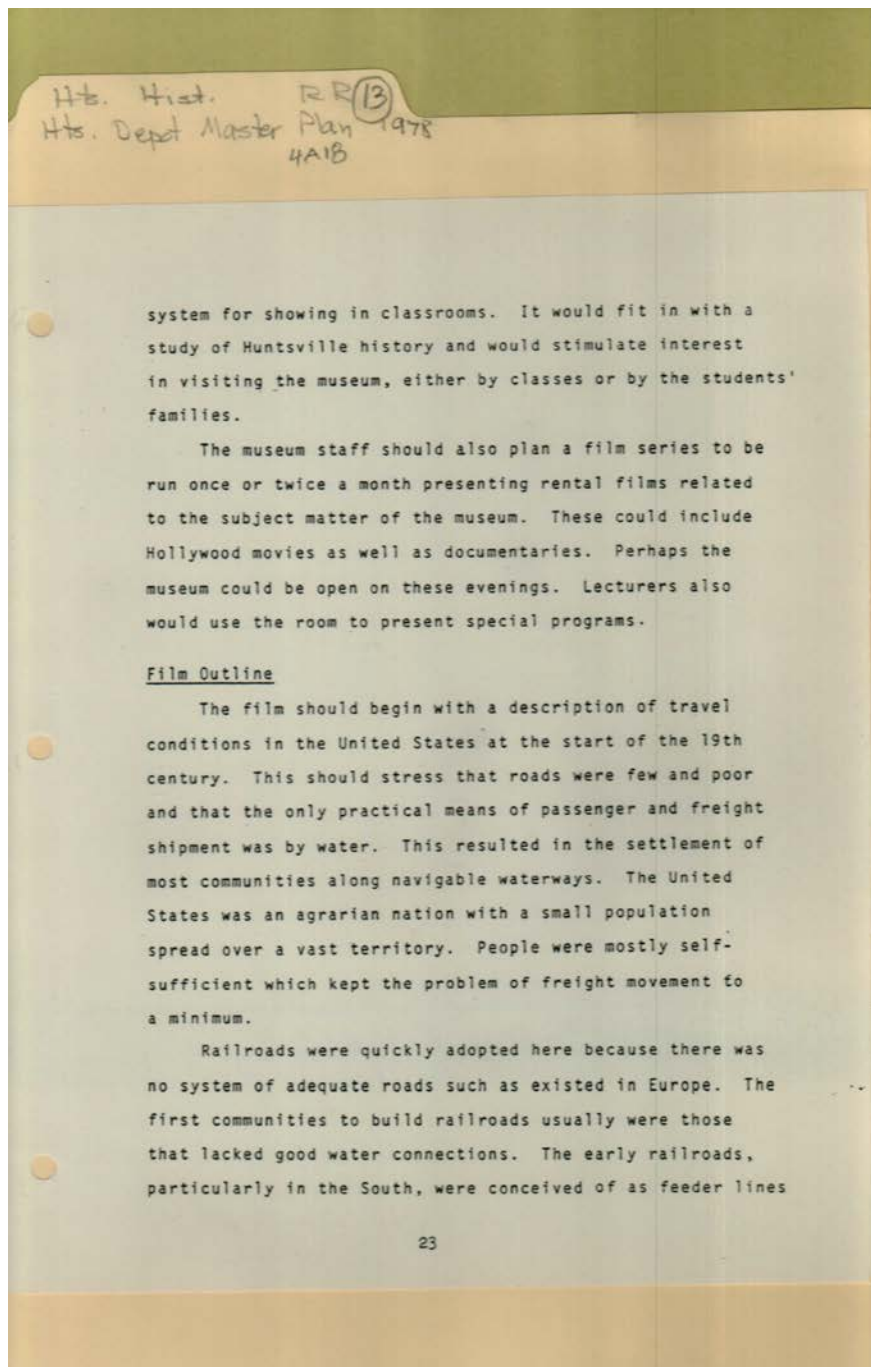 Hts. Hist. RR 13
Hts. Depot Master Plan 1978
4A1B
system for showing in classrooms. It would fit in with a
study of Huntsville history and would stimulate interest
in visiting the museum, either by classes or by the students'
families.
The museum staff should also plan a film series to be
run once or twice a month presenting rental films related
to the subject matter of the museum. These could include
Hollywood movies as well as documentaries. Perhaps the
museum could be open on these evenings. Lecturers also
would use the room to present special programs.
Film Outline
The film should begin with a description of travel
conditions in the United States at the start of the 19th
century. This should stress that roads were few and poor
and that the only practical means of passenger and freight
shipment was by water. This resulted in the settlement of
most communities along navigable waterways. The United
States was an agrarian nation with a small population
spread over a vast territory. People were mostly self-
sufficient which kept the problem of freight movement to
a minimum.
Railroads were quickly adopted here because there was
no system of adequate roads such as existed in Europe. The
first communities to build railroads usually were those
that lacked good water connections. The early railroads,
particularly in the South, were conceived of as feeder lines
23